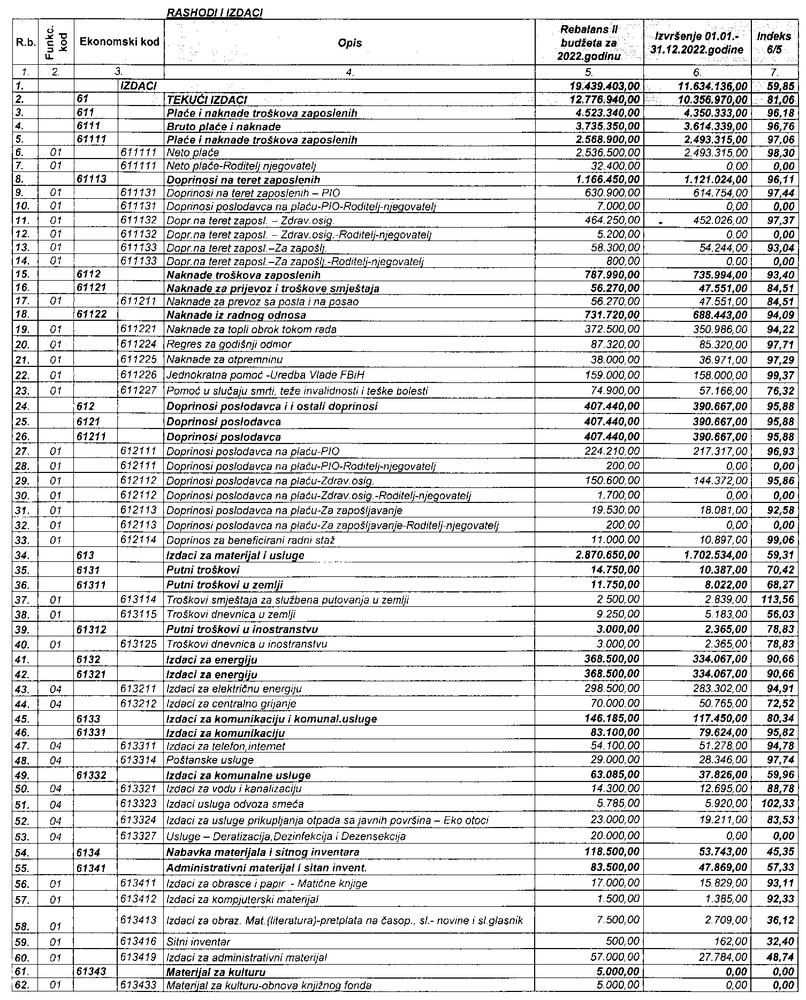 RASHODI I IZDACI
R.b. Funkc. kod Ekonomski kod Opis Rebalans II budžeta za 2022.godinu Izvršenje 01.01.- 31.12.2022.godine Indeks 6/5
1. 2. 3. 4. 5. 6. 7.
1. IZDACI 19.439.403,00 11.634.136,00 59,85
2. 61 TEKUĆI IZDACI 12.776.940,00 10.356.970,00 81,06
3. 611 Plaće i naknade troškova zaposlenih 4.523.340,00 4.350.333,00 96,18
4. 6111 Bruto plaće i naknade 3.735.350,00 3.614.339,00 96,76
5. 61111 Plaće i naknade troškova zaposlenih 2.568.900,00 2.493.315,00 97,06
6. 01 611111 Neto plaće 2.536.500,00 2.493.315,00 98,30
7. 01 611111 Neto plaće-Roditelj njegovatelj 32.400,00 0,00 0,00
8. 61113 Doprinosi na teret zaposlenih 1.166.450,00 1.121.024,00 96,11
9. 01 611131 Doprinosi na teret zaposlenih – PIO 630.900,00 614.754,00 97,44
10. 01 611131 Doprinosi poslodavca na plaću-PIO-Roditelj-njegovatelj 7.000,00 0,00 0,00
11. 01 611132 Dopr.na teret zaposl. – Zdrav.osig. 464.250,00 452.026,00 97,37
12. 01 611132 Dopr.na teret zaposl. – Zdrav.osig.-Roditelj-njegovatelj 5.200,00 0,00 0,00
13. 01 611133 Dopr.na teret zaposl.–Za zapošlj. 58.300,00 54.244,00 93,04
14. 01 611133 Dopr.na teret zaposl.–Za zapošlj.-Roditelj-njegovatelj 800,00 0,00 0,00
15. 6112 Naknade troškova zaposlenih 787.990,00 735.994,00 93,40
16. 61121 Naknade za prijevoz i troškove smještaja 56.270,00 47.551,00 84,51
17. 01 611211 Naknade za prevoz sa posla i na posao 56.270,00 47.551,00 84,51
18. 61122 Naknade iz radnog odnosa 731.720,00 688.443,00 94,09
19. 01 611221 Naknade za topli obrok tokom rada 372.500,00 350.986,00 94,22
20. 01 611224 Regres za godišnji odmor 87.320,00 85.320,00 97,71
21. 01 611225 Naknade za otpremninu 38.000,00 36.971,00 97,29
22. 01 611226 Jednokratna pomoć -Uredba Vlade FBiH 159.000,00 158.000,00 99,37
23. 01 611227 Pomoć u slučaju smrti, teže invalidnosti i teške bolesti 74.900,00 57.166,00 76,32
24. 612 Doprinosi poslodavca i i ostali doprinosi 407.440,00 390.667,00 95,88
25. 6121 Doprinosi poslodavca 407.440,00 390.667,00 95,88
26. 61211 Doprinosi poslodavca 407.440,00 390.667,00 95,88
27. 01 612111 Doprinosi poslodavca na plaću-PIO 224.210,00 217.317,00 96,93
28. 01 612111 Doprinosi poslodavca na plaću-PIO-Roditelj-njegovatelj 200,00 0,00 0,00
29. 01 612112 Doprinosi poslodavca na plaću-Zdrav.osig. 150.600,00 144.372,00 95,86
30. 01 612112 Doprinosi poslodavca na plaću-Zdrav.osig.-Roditelj-njegovatelj 1.700,00 0,00 0,00
31. 01 612113 Doprinosi poslodavca na plaću-Za zapošljavanje 19.530,00 18.081,00 92,58
32. 01 612113 Doprinosi poslodavca na plaću-Za zapošljavanje-Roditelj-njegovatelj 200,00 0,00 0,00
33. 01 612114 Doprinos za beneficirani radni staž 11.000,00 10.897,00 99,06
34. 613 Izdaci za materijal i usluge 2.870.650,00 1.702.534,00 59,31
35. 6131 Putni troškovi 14.750,00 10.387,00 70,42
36. 61311 Putni troškovi u zemlji 11.750,00 8.022,00 68,27
37. 01 613114 Troškovi smještaja za službena putovanja u zemlji 2.500,00 2.839,00 113,56
38. 01 613115 Troškovi dnevnica u zemlji 9.250,00 5.183,00 56,03
39. 61312 Putni troškovi u inostranstvu 3.000,00 2.365,00 78,83
40. 01 613125 Troškovi dnevnica u inostranstvu 3.000,00 2.365,00 78,83
41. 6132 Izdaci za energiju 368.500,00 334.067,00 90,66
42. 61321 Izdaci za energiju 368.500,00 334.067,00 90,66
43. 04 613211 Izdaci za električnu energiju 298.500,00 283.302,00 94,91
44. 04 613212 Izdaci za centralno grijanje 70.000,00 50.765,00 72,52
45. 6133 Izdaci za komunikaciju i komunal.usluge 146.185,00 117.450,00 80,34
46. 61331 Izdaci za komunikaciju 83.100,00 79.624,00 95,82
47. 04 613311 Izdaci za telefon,internet 54.100,00 51.278,00 94,78
48. 04 613314 Poštanske usluge 29.000,00 28.346,00 97,74
49. 61332 Izdaci za komunalne usluge 63.085,00 37.826,00 59,96
50. 04 613321 Izdaci za vodu i kanalizaciju 14.300,00 12.695,00 88,78
51. 04 613323 Izdaci usluga odvoza smeća 5.785,00 5.920,00 102,33
52. 04 613324 Izdaci za usluge prikupljanja otpada sa javnih površina – Eko otoci 23.000,00 19.211,00 83,53
53. 04 613327 Usluge – Deratizacija,Dezinfekcija i Dezensekcija 20.000,00 0,00 0,00
54. 6134 Nabavka materijala i sitnog inventara 118.500,00 53.743,00 45,35
55. 61341 Administrativni materijal i sitan invent. 83.500,00 47.869,00 57,33
56. 01 613411 Izdaci za obrasce i papir - Matične knjige 17.000,00 15.829,00 93,11
57. 01 613412 Izdaci za kompjuterski materijal 1.500,00 1.385,00 92,33
58. 01 613413 Izdaci za obraz. Mat.(literatura)-pretplata na časop., sl.- novine i sl.glasnik 7.500,00 2.709,00 36,12
59. 01 613416 Sitni inventar 500,00 162,00 32,40
60. 01 613419 Izdaci za administrativni materijal 57.000,00 27.784,00 48,74
61. 61343 Materijal za kulturu 5.000,00 0,00 0,00
62. 01 613433 Materijal za kulturu-obnova knjižnog fonda 5.000,00 0,00 0,00